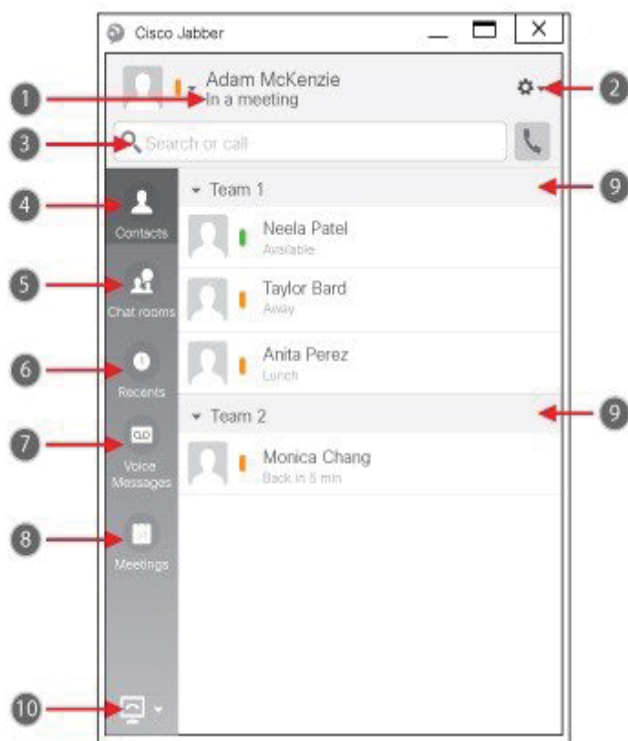 Cisco Jabber
Adam McKenzie
1
In a meeting
2
3
Search or call
4
Contacts
Team 1
9
Neela Patel
Available
5
Chat rooms
Taylor Bard
Away
6
Recents
Anita Perez
Lunch
7
Voice
Messages
Team 2
9
Monica Chang
Back in 5 min
8
Meetings
10